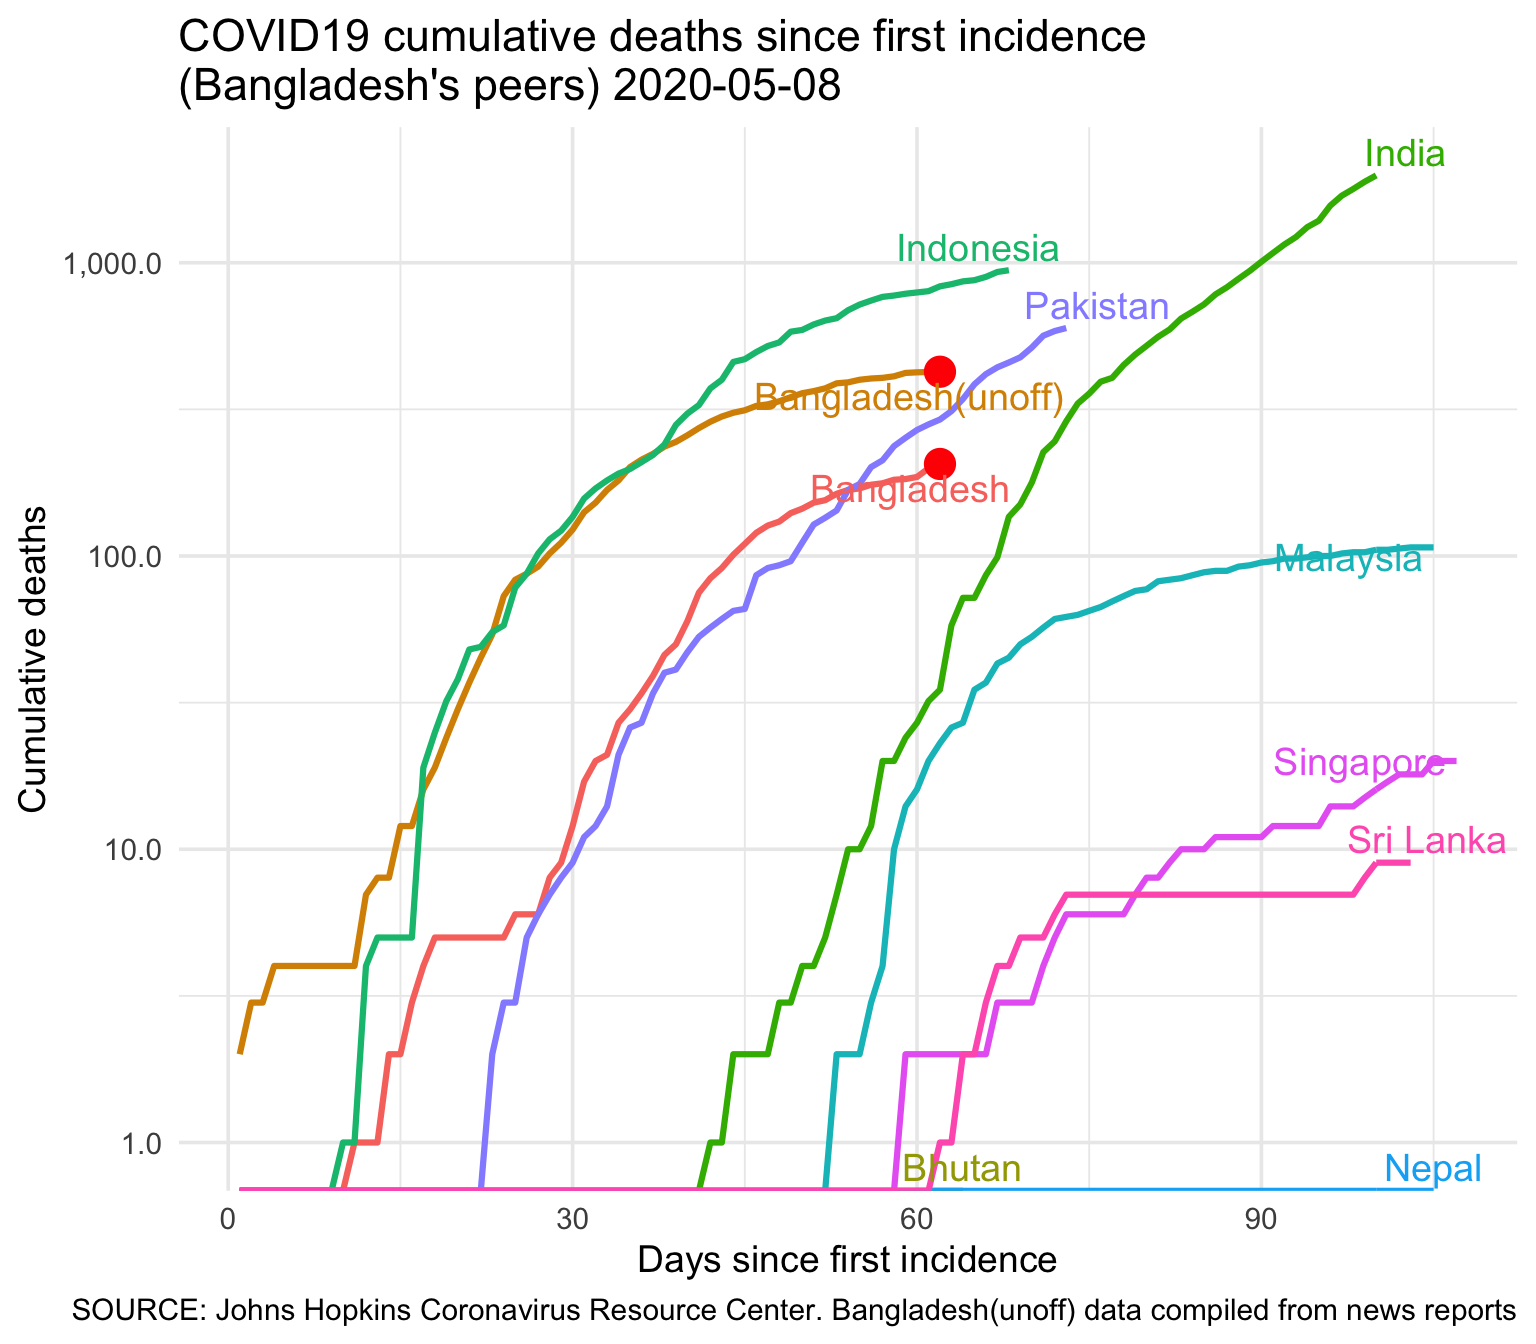 COVID19 cumulative deaths since first incidence
(Bangladesh's peers) 2020-05-08
India
Indonesia
1,000.0
Pakistan
Bangladesh(unoff)
Bangladesh
100.0
Malaysia
Cumulative deaths
Singapore
Sri Lanka
10.0
1.0
Bhutan
Nepal
0
30
60
90
Days since first incidence
SOURCE: Johns Hopkins Coronavirus Resource Center. Bangladesh(unoff) data compiled from news reports